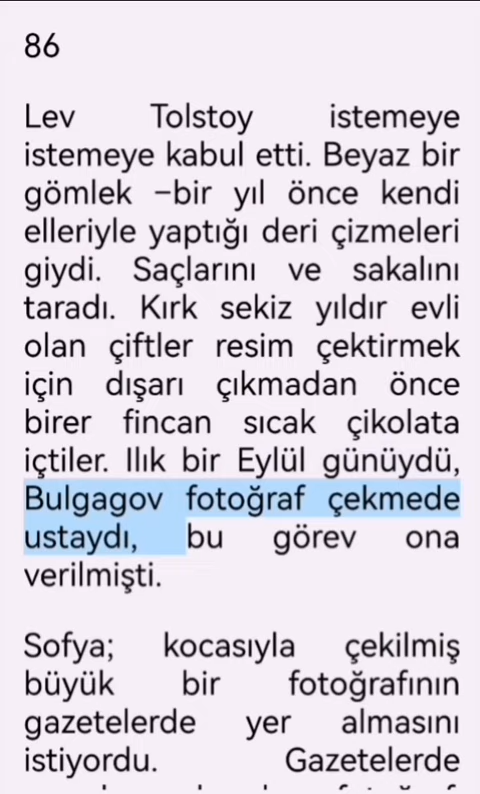 86
Lev Tolstoy istemeye
istemeye kabul etti. Beyaz bir
gömlek –bir yıl önce kendi
elleriyle yaptığı deri çizmeleri
giydi. Saçlarını ve sakalını
taradı. Kırk sekiz yıldır evli
olan çiftler resim çektirmek
için dışarı çıkmadan önce
birer fincan sıcak çikolata
içtiler. Ilık bir Eylül günüydü,
Bulgagov fotoğraf çekmede
ustaydı, bu görev ona
verilmişti.
Sofya; kocasıyla çekilmiş
büyük bir fotoğrafının
gazetelerde yer almasını
istiyordu. Gazetelerde